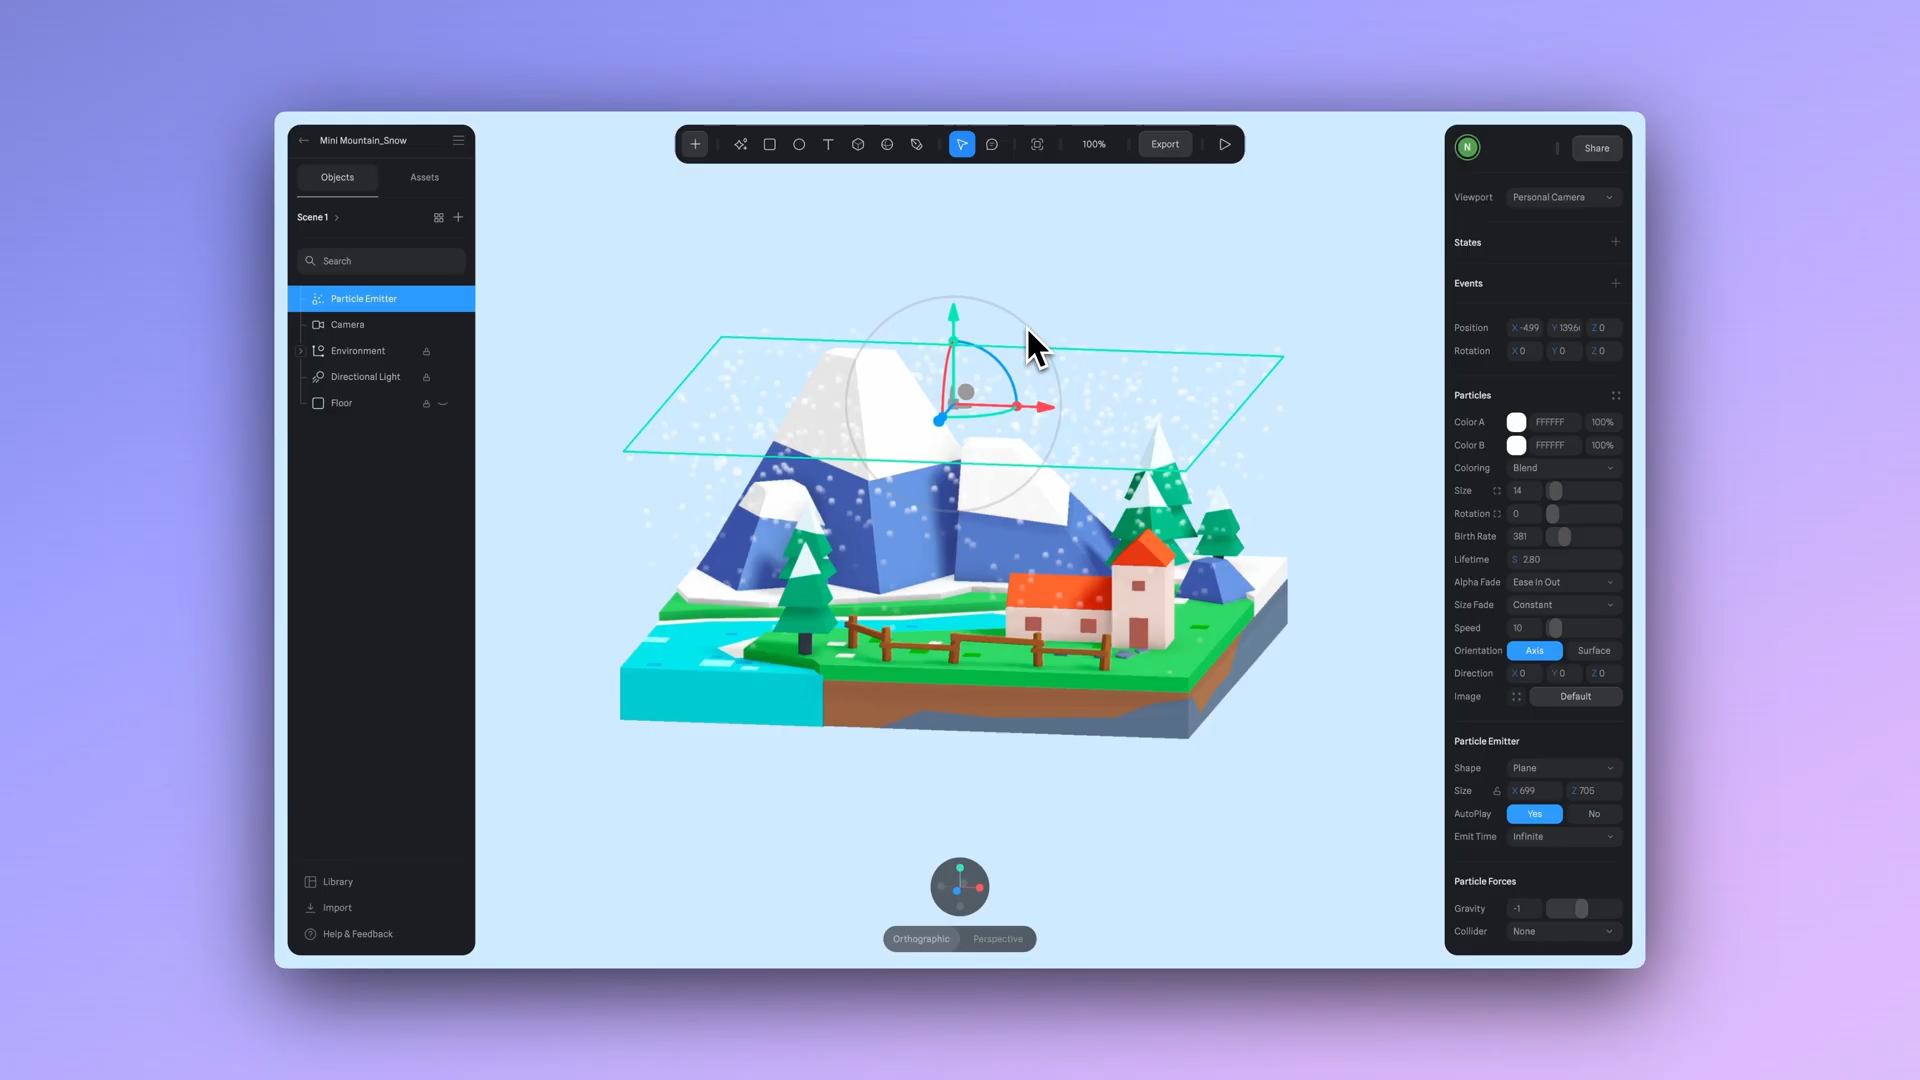 Mini Mountain_Snow
Objects
Assets
Scene 1
Search
Particle Emitter
Camera
Environment
Directional Light
Floor
Library
Import
Help & Feedback
100%
Export
Orthographic
Perspective
N
Share
Viewport Personal Camera
States
Events
Position X -4.99 Y 139.6 Z 0
Rotation X 0 Y 0 Z 0
Particles
Color A FFFFFF 100%
Color B FFFFFF 100%
Coloring Blend
Size 14
Rotation 0
Birth Rate 381
Lifetime S 2.80
Alpha Fade Ease In Out
Size Fade Constant
Speed 10
Orientation Axis Surface
Direction X 0 Y 0 Z 0
Image Default
Particle Emitter
Shape Plane
Size X 699 Z 705
AutoPlay Yes No
Emit Time Infinite
Particle Forces
Gravity -1
Collider None